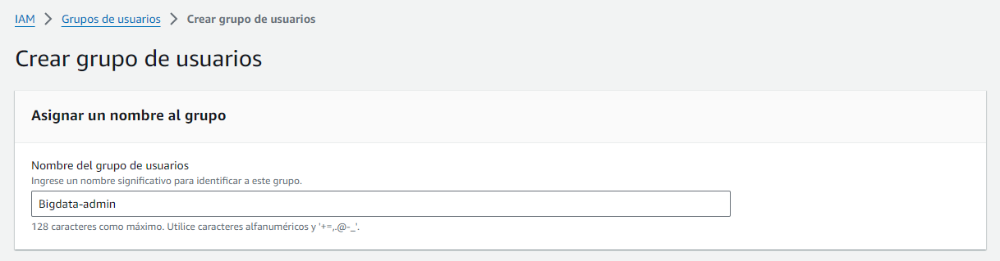 IAM > Grupos de usuarios > Crear grupo de usuarios
Crear grupo de usuarios
Asignar un nombre al grupo
Nombre del grupo de usuarios
Ingrese un nombre significativo para identificar a este grupo.
Bigdata-admin
128 caracteres como máximo. Utilice caracteres alfanuméricos y '+=,.@-_'.